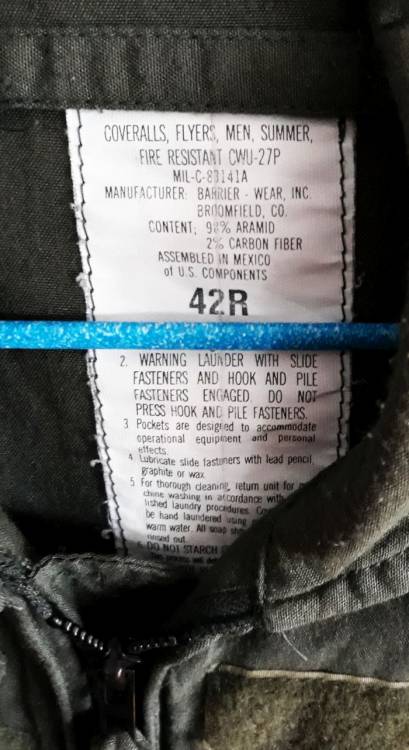 COVERALLS, FLYERS, MEN, SUMMER,
FIRE RESISTANT CWU-27P
MIL-C-83141A
MANUFACTURER: BARRIER - WEAR, INC.
BROOMFIELD, CO.
CONTENT; 98% ARAMID
2% CARBON FIBER
ASSEMBLED IN MEXICO
of U.S. COMPONENTS
42R
2. WARNING LAUNDER WITH SLIDE
FASTENERS AND HOOK AND PILE
FASTENERS ENGAGED. DO NOT
PRESS HOOK AND PILE FASTENERS.
3 Pockets are designed to accommodate
operational equipment and personal
effects.
4. Lubricate slide fasteners with lead pencil,
graphite or wax.
5. For thorough cleaning, return unit for
chine washing in accordance with
lished laundry procedures.
be hand laundered using
warm water. All soap
rinsed out.
6. DO NOT STARCH